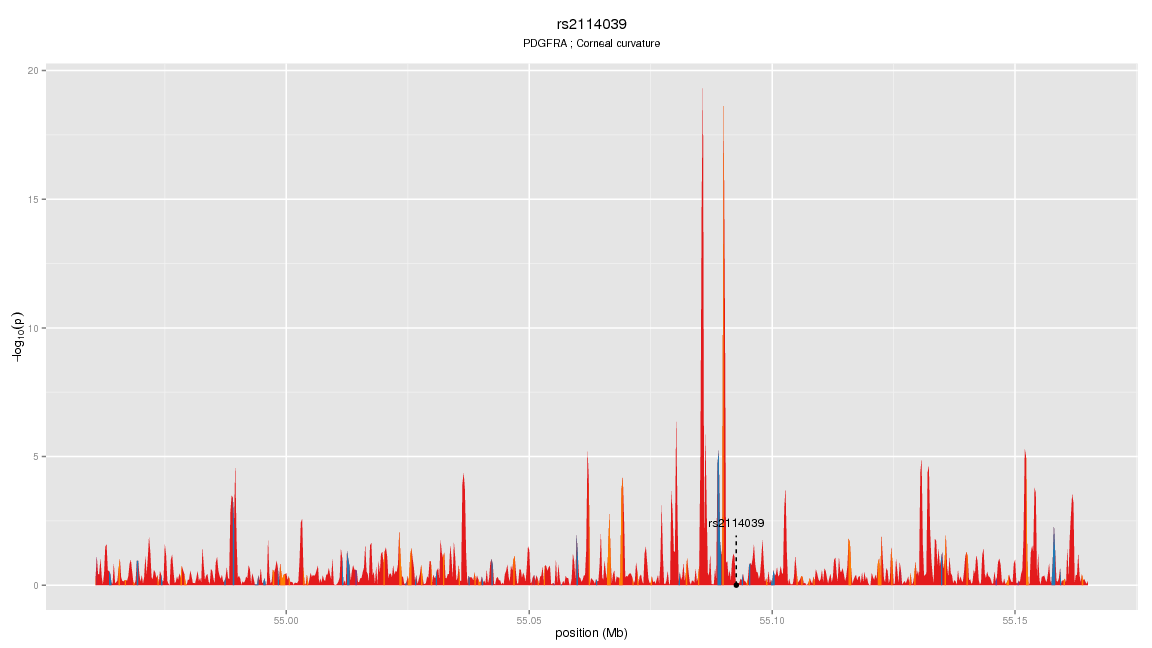 rs2114039
PDGFRA ; Corneal curvature
20
15
10
5
0
−log10(p)
rs2114039
55.00
55.05
55.10
55.15
position (Mb)